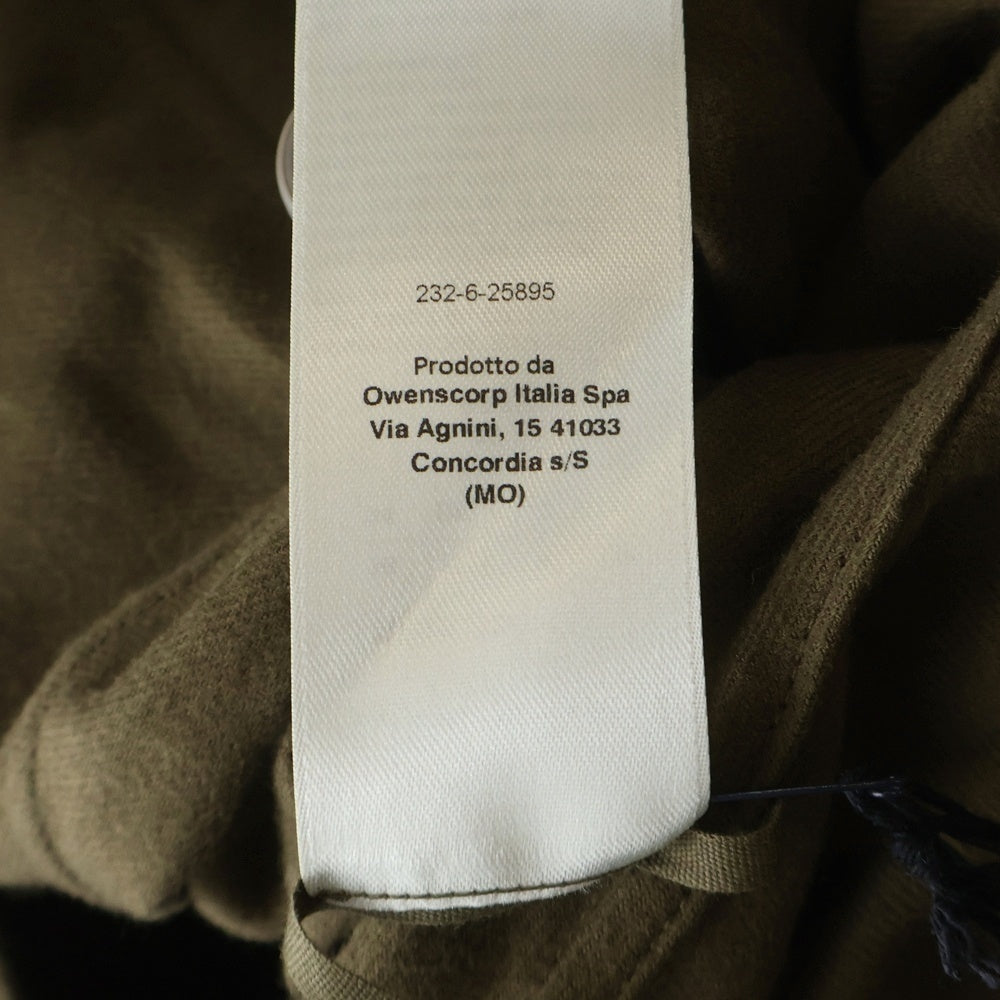 232-6-25895
Prodotto da
Owenscorp Italia Spa
Via Agnini, 15 41033
Concordia s/S
(MO)